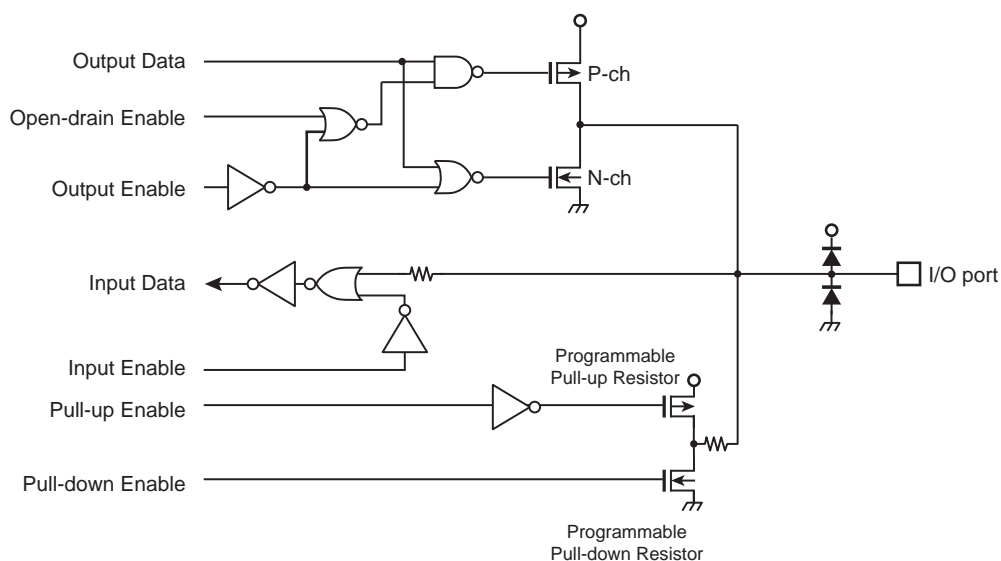 Output Data
P-ch
Open-drain Enable
Output Enable
N-ch
Input Data
I/O port
Input Enable
Programmable
Pull-up Resistor
Pull-up Enable
Pull-down Enable
Programmable
Pull-down Resistor